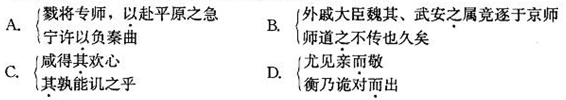 A. 戮将专师，以赴平原之急 B. 外戚大臣魏其、武安之属竞逐于京师
宁许以负秦曲 师道之不传也久矣
C. 咸得其欢心 D. 尤见亲而敬
其孰能讥之乎 衡乃诡对而出